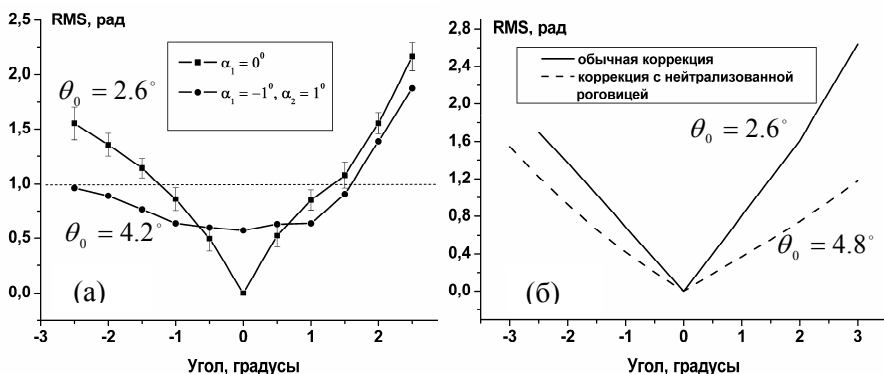 RMS, рад
2,5
2,0
1,5
1,0
0,5
0,0
-3 -2 -1 0 1 2 3
Угол, градусы
α₁ = 0⁰
α₁ = −1⁰, α₂ = 1⁰
θ₀ = 2.6°
θ₀ = 4.2°
(а)
RMS, рад
2,8
2,4
2,0
1,6
1,2
0,8
0,4
0,0
-3 -2 -1 0 1 2 3
Угол, градусы
обычная коррекция
коррекция с нейтрализованной
роговицей
θ₀ = 2.6°
θ₀ = 4.8°
(б)